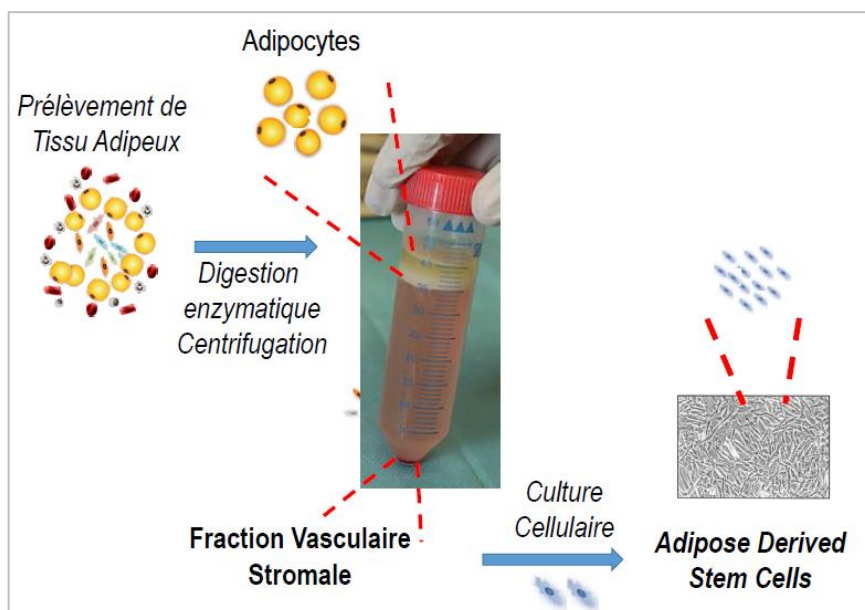 Adipocytes
Prélèvement de
Tissu Adipeux
Digestion
enzymatique
Centrifugation
Fraction Vasculaire
Stromale
Culture
Cellulaire
Adipose Derived
Stem Cells